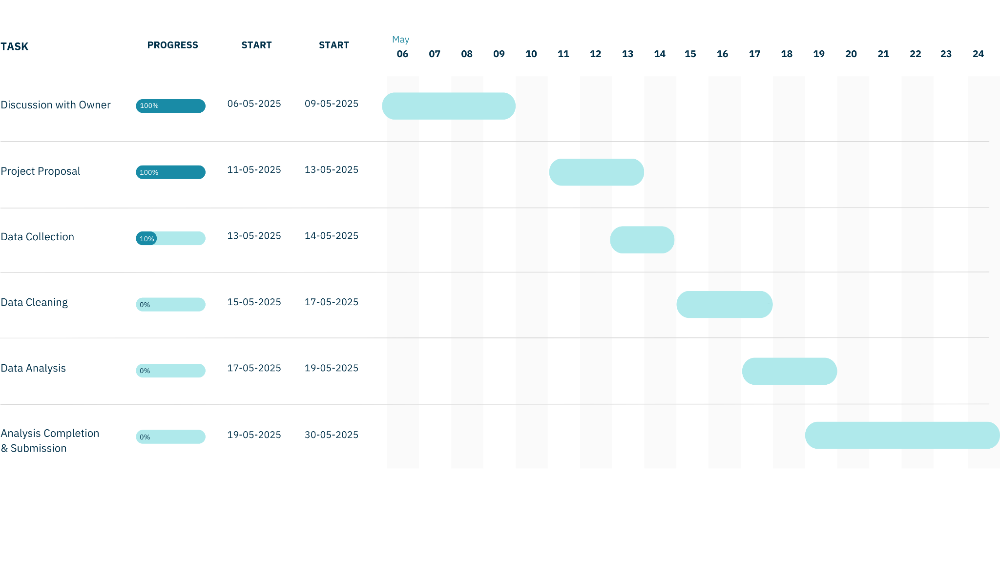 May
TASK PROGRESS START START
06 07 08 09 10 11 12 13 14 15 16 17 18 19 20 21 22 23 24
Discussion with Owner 100% 06-05-2025 09-05-2025
Project Proposal 100% 11-05-2025 13-05-2025
Data Collection 10% 13-05-2025 14-05-2025
Data Cleaning 0% 15-05-2025 17-05-2025 -
Data Analysis 0% 17-05-2025 19-05-2025
Analysis Completion
& Submission 0% 19-05-2025 30-05-2025